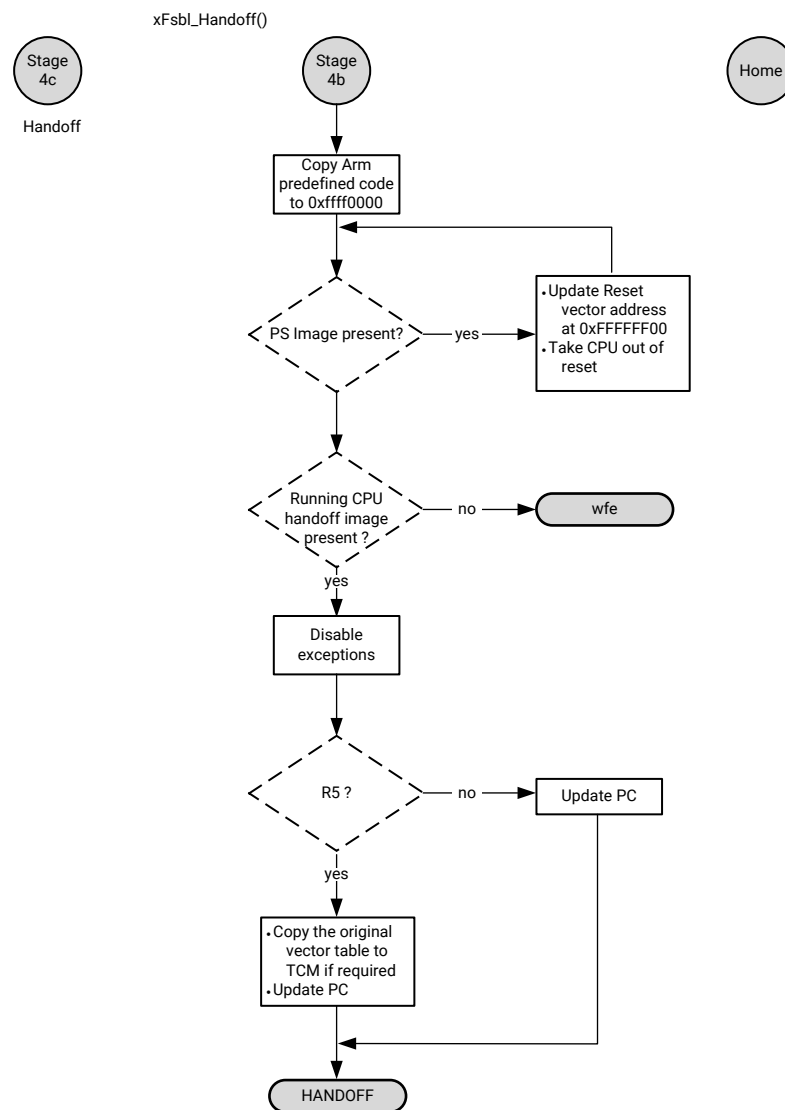 xFsbl_Handoff()
Stage
4c
Stage
4b
Home
Handoff
Copy Arm
predefined code
to 0xffff0000
PS Image present?
yes
•Update Reset
vector address
at 0xFFFFFF00
•Take CPU out of
reset
Running CPU
handoff image
present ?
no
wfe
yes
Disable
exceptions
R5 ?
no
Update PC
yes
•Copy the original
vector table to
TCM if required
•Update PC
HANDOFF